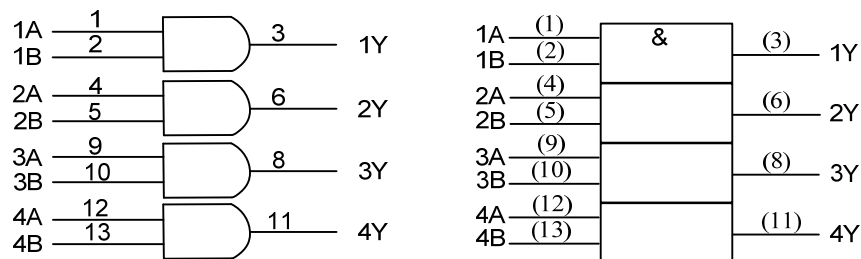 1A 1 3 1Y
1B 2
2A 4 6 2Y
2B 5
3A 9 8 3Y
3B 10
4A 12 11 4Y
4B 13
1A (1) & (3) 1Y
1B (2)
2A (4) (6) 2Y
2B (5)
3A (9) (8) 3Y
3B (10)
4A (12) (11) 4Y
4B (13)